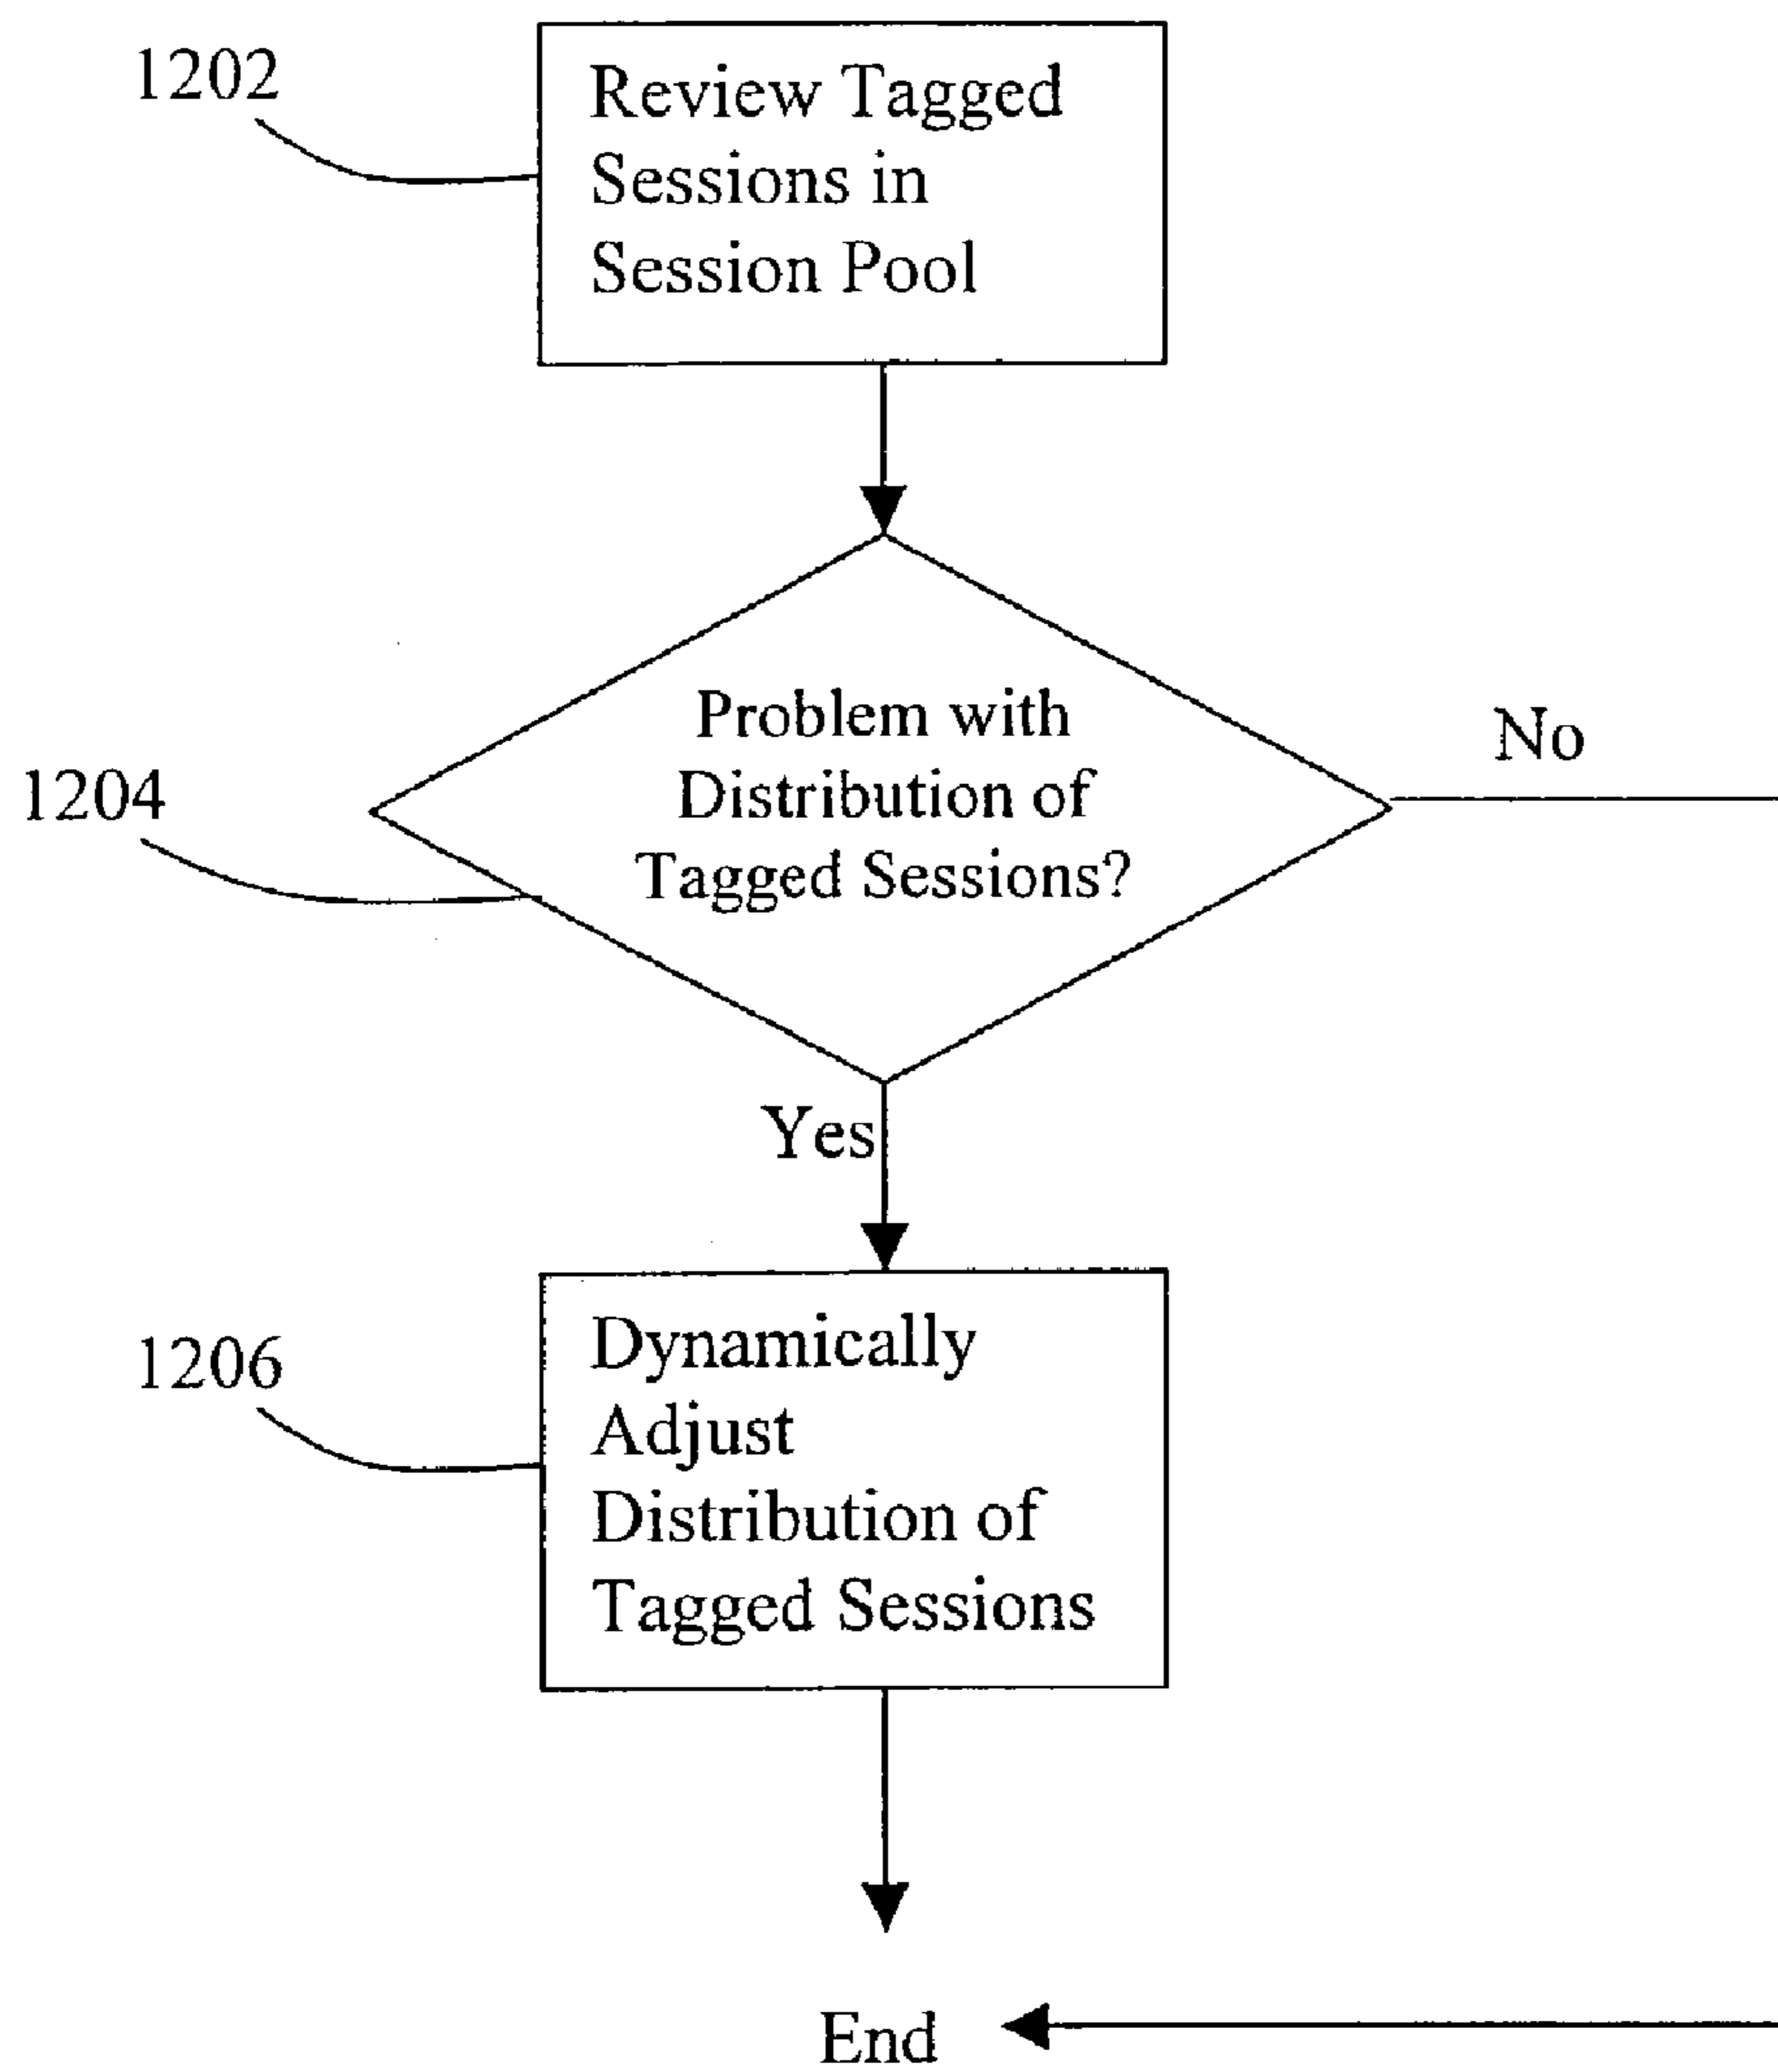 1202
Review Tagged
Sessions in
Session Pool
Problem with
Distribution of
Tagged Sessions?
No
1204
Yes
1206
Dynamically
Adjust
Distribution of
Tagged Sessions
End